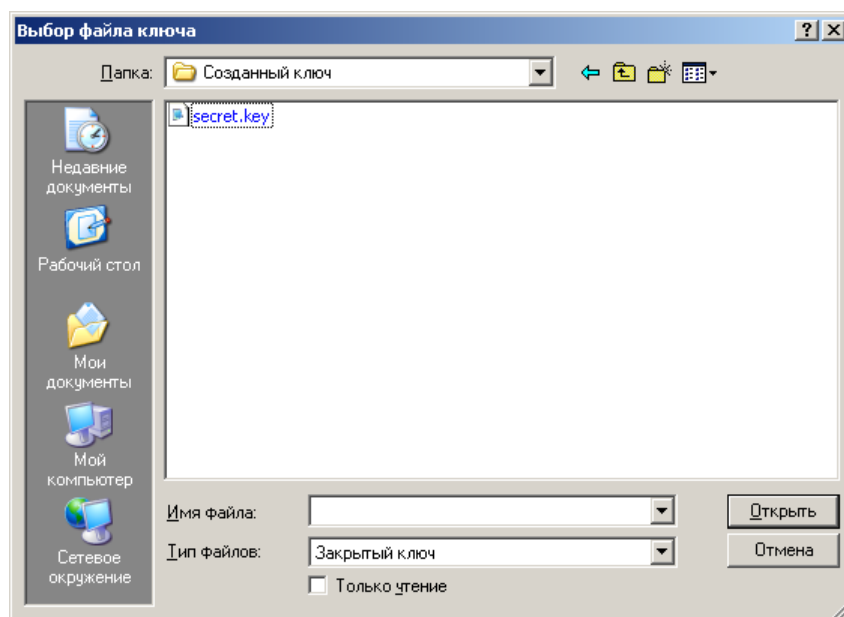 Выбор файла ключа
Папка: Созданный ключ
secret.key
Недавние
документы
Рабочий стол
Мои
документы
Мой
компьютер
Сетевое
окружение
Имя файла:
Открыть
Тип файлов: Закрытый ключ
Отмена
Только чтение